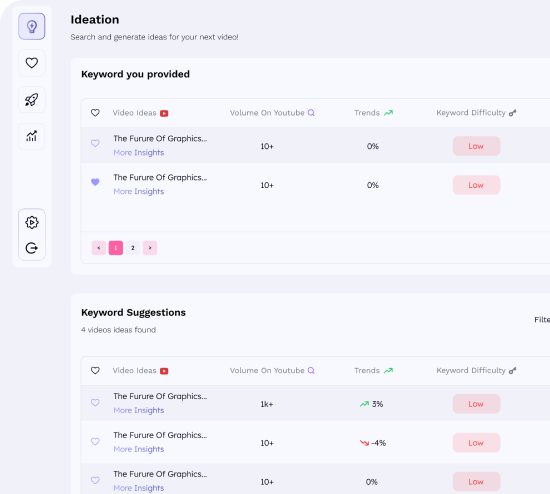 Ideation
Search and generate ideas for your next video!
Keyword you provided
Video Ideas Volume On Youtube Trends Keyword Difficulty
The Furure Of Graphics...
More Insights
10+ 0% Low
The Furure Of Graphics...
More Insights
10+ 0% Low
< 1 2 >
Keyword Suggestions
4 videos ideas found
Filte
Video Ideas Volume On Youtube Trends Keyword Difficulty
The Furure Of Graphics...
More Insights
1k+ 3% Low
The Furure Of Graphics...
More Insights
10+ -4% Low
The Furure Of Graphics...
More Insights
10+ 0% Low